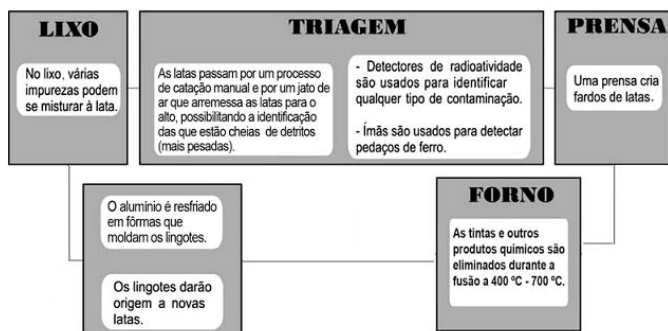 LIXO
No lixo, várias
impurezas podem
se misturar à lata.
TRIAGEM
As latas passam por um processo
de catação manual e por um jato de
ar que arremessa as latas para o
alto, possibilitando a identificação
das que estão cheias de detritos
(mais pesadas).
- Detectores de radioatividade
são usados para identificar
qualquer tipo de contaminação.
- Ímãs são usados para detectar
pedaços de ferro.
PRENSA
Uma prensa cria
fardos de latas.
FORNO
As tintas e outros
produtos químicos são
eliminados durante a
fusão a 400 ºC - 700 ºC.
O alumínio é resfriado
em fôrmas que
moldam os lingotes.
Os lingotes darão
origem a novas
latas.